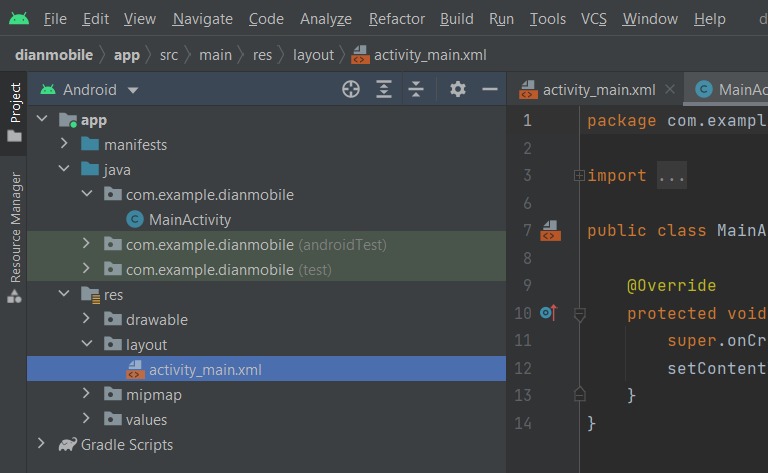 File Edit View Navigate Code Analyze Refactor Build Run Tools VCS Window Help d
dianmobile app src main res layout activity_main.xml
Project
Resource Manager
Android
app
manifests
java
com.example.dianmobile
MainActivity
com.example.dianmobile (androidTest)
com.example.dianmobile (test)
res
drawable
layout
activity_main.xml
mipmap
values
Gradle Scripts
activity_main.xml MainAc
1 package com.exampl
2
3 import ...
6
7 public class MainA
8
9 @Override
10 protected void
11 super.onCr
12 setContent
13 }
14 }